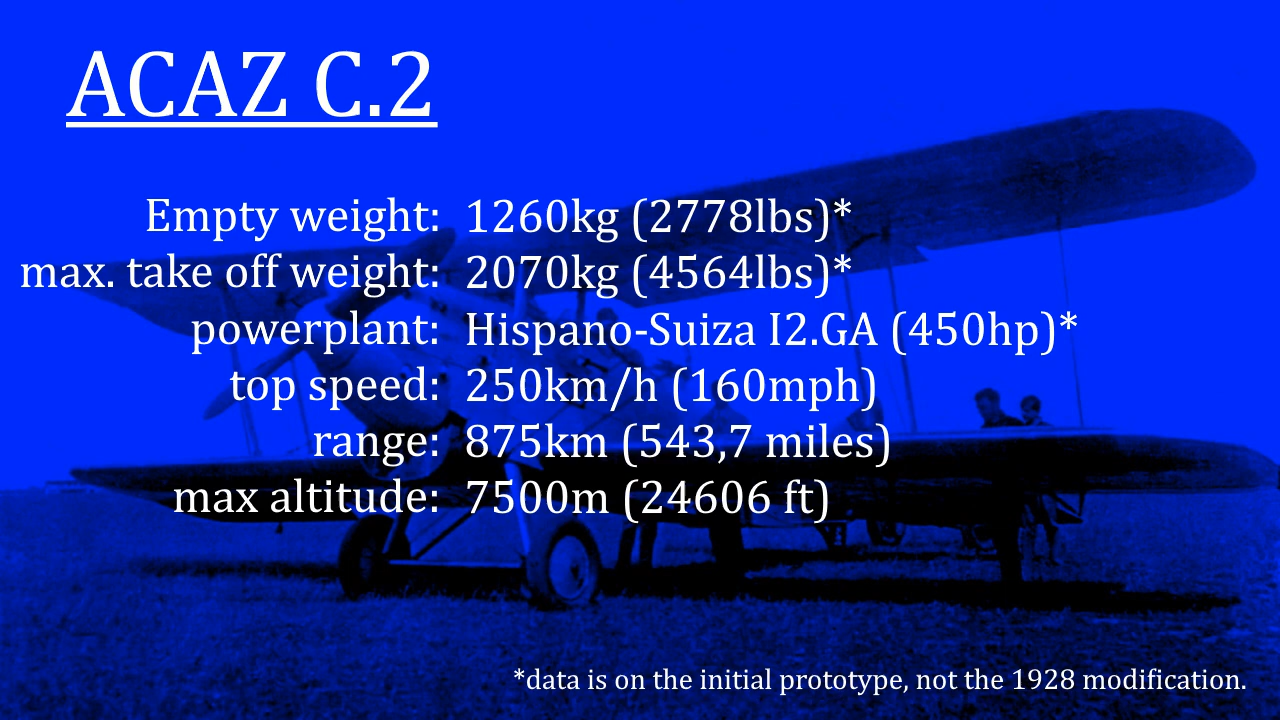 ACAZ C.2
Empty weight: 1260kg (2778lbs)*
max. take off weight: 2070kg (4564lbs)*
powerplant: Hispano-Suiza I2.GA (450hp)*
top speed: 250km/h (160mph)
range: 875km (543,7 miles)
max altitude: 7500m (24606 ft)
*data is on the initial prototype, not the 1928 modification.